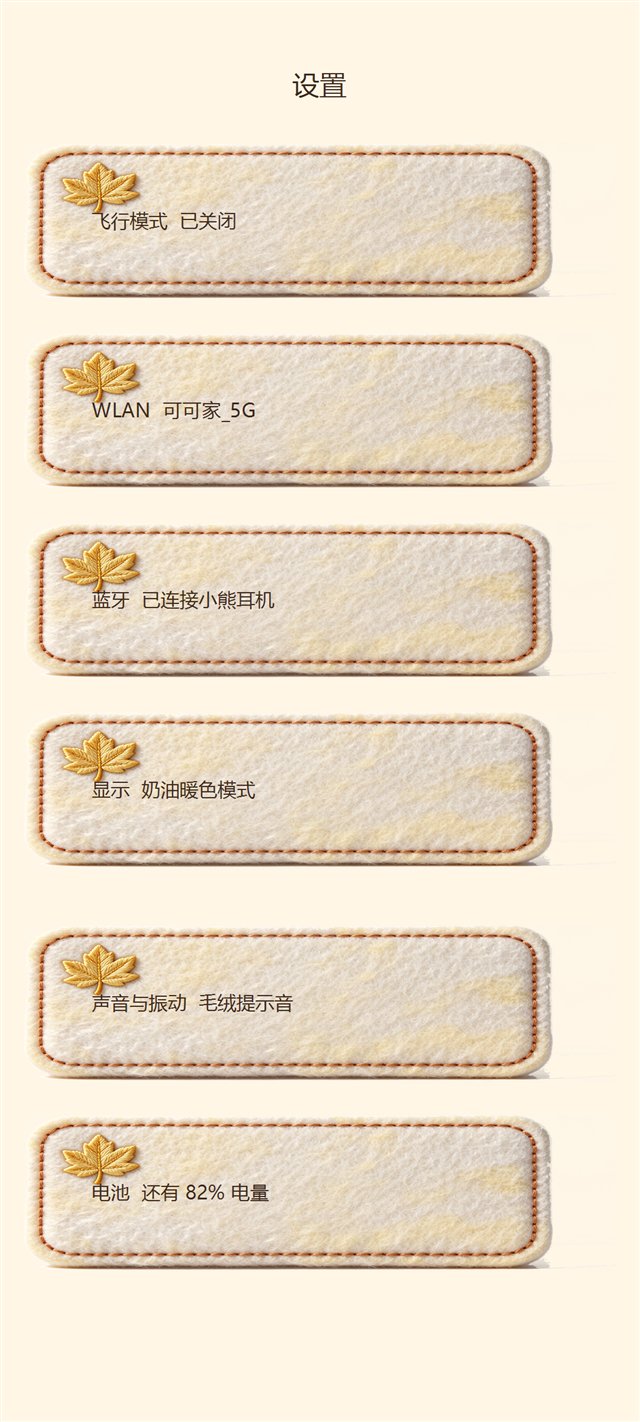 设置
飞行模式 已关闭
WLAN 可可家_5G
蓝牙 已连接小熊耳机
显示 奶油暖色模式
声音与振动 毛绒提示音
电池 还有 82% 电量